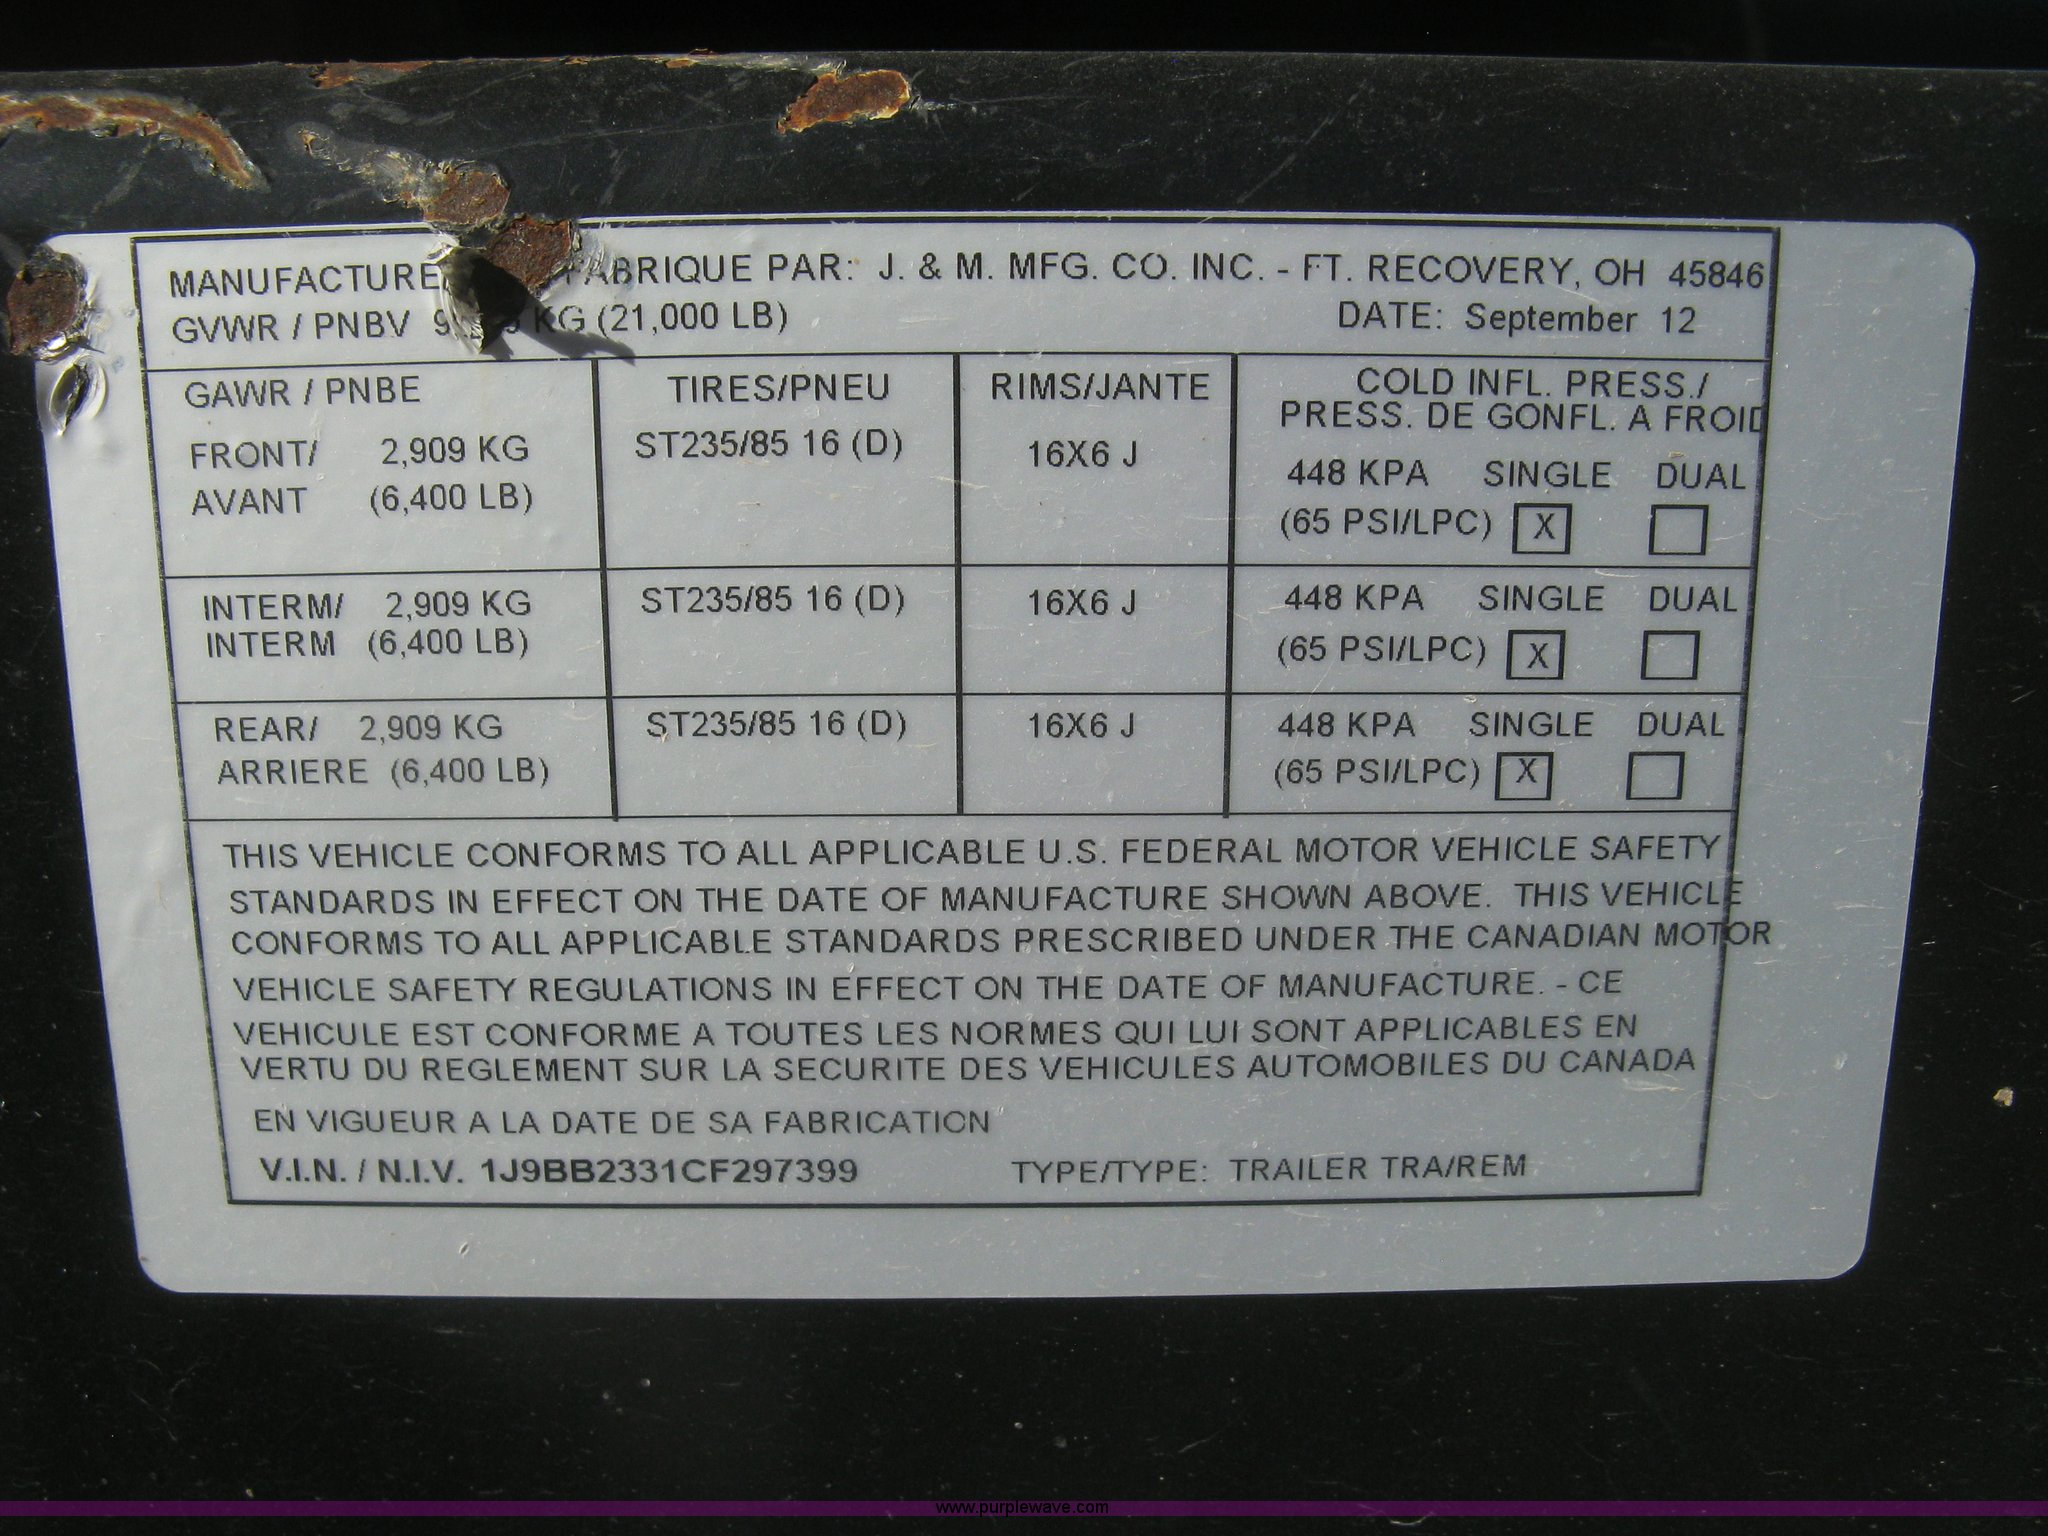 MANUFACTURE ABRIQUE PAR: J. & M. MFG. CO. INC. - FT. RECOVERY, OH 45846
GVWR / PNBV KG (21,000 LB) DATE: September 12
GAWR / PNBE TIRES/PNEU RIMS/JANTE COLD INFL. PRESS./
PRESS. DE GONFL. A FROID
FRONT/ 2,909 KG ST235/85 16 (D) 16X6 J 448 KPA SINGLE DUAL
AVANT (6,400 LB) (65 PSI/LPC) X
INTERM/ 2,909 KG ST235/85 16 (D) 16X6 J 448 KPA SINGLE DUAL
INTERM (6,400 LB) (65 PSI/LPC) X
REAR/ 2,909 KG ST235/85 16 (D) 16X6 J 448 KPA SINGLE DUAL
ARRIERE (6,400 LB) (65 PSI/LPC) X
THIS VEHICLE CONFORMS TO ALL APPLICABLE U.S. FEDERAL MOTOR VEHICLE SAFETY
STANDARDS IN EFFECT ON THE DATE OF MANUFACTURE SHOWN ABOVE. THIS VEHICLE
CONFORMS TO ALL APPLICABLE STANDARDS PRESCRIBED UNDER THE CANADIAN MOTOR
VEHICLE SAFETY REGULATIONS IN EFFECT ON THE DATE OF MANUFACTURE. - CE
VEHICULE EST CONFORME A TOUTES LES NORMES QUI LUI SONT APPLICABLES EN
VERTU DU REGLEMENT SUR LA SECURITE DES VEHICULES AUTOMOBILES DU CANADA
EN VIGUEUR A LA DATE DE SA FABRICATION
V.I.N. / N.I.V. 1J9BB2331CF297399 TYPE/TYPE: TRAILER TRA/REM
www.purplewave.com